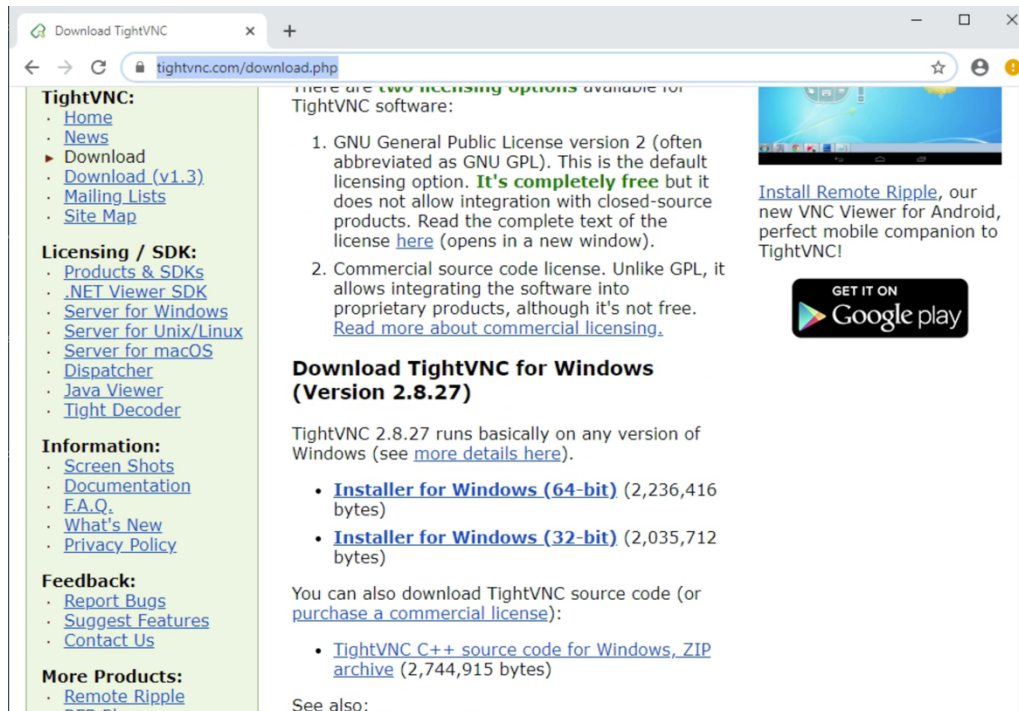 Download TightVNC
tightvnc.com/download.php
TightVNC:
· Home
· News
▸ Download
· Download (v1.3)
· Mailing Lists
· Site Map
Licensing / SDK:
· Products & SDKs
· .NET Viewer SDK
· Server for Windows
· Server for Unix/Linux
· Server for macOS
· Dispatcher
· Java Viewer
· Tight Decoder
Information:
· Screen Shots
· Documentation
· F.A.Q.
· What's New
· Privacy Policy
Feedback:
· Report Bugs
· Suggest Features
· Contact Us
More Products:
· Remote Ripple
There are two licensing options available for
TightVNC software:
1. GNU General Public License version 2 (often
abbreviated as GNU GPL). This is the default
licensing option. It's completely free but it
does not allow integration with closed-source
products. Read the complete text of the
license here (opens in a new window).
2. Commercial source code license. Unlike GPL, it
allows integrating the software into
proprietary products, although it's not free.
Read more about commercial licensing.
Download TightVNC for Windows
(Version 2.8.27)
TightVNC 2.8.27 runs basically on any version of
Windows (see more details here).
• Installer for Windows (64-bit) (2,236,416
bytes)
• Installer for Windows (32-bit) (2,035,712
bytes)
You can also download TightVNC source code (or
purchase a commercial license):
• TightVNC C++ source code for Windows, ZIP
archive (2,744,915 bytes)
See also:
Install Remote Ripple, our
new VNC Viewer for Android,
perfect mobile companion to
TightVNC!
GET IT ON
Google play